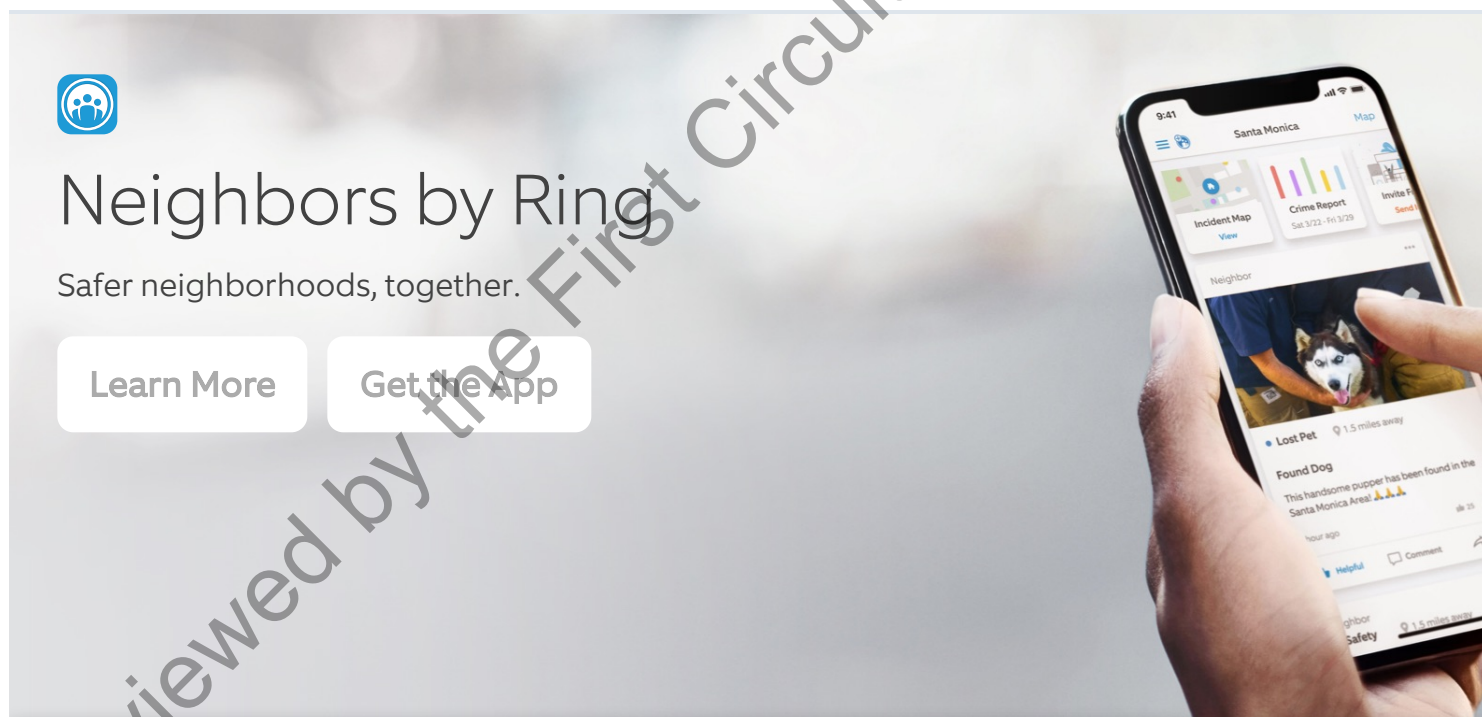 Neighbors by Ring
Safer neighborhoods, together.
Learn More
Get the App
9:41
Santa Monica
Map
Incident Map
View
Crime Report
Sat 3/22 - Fri 3/29
Invite
Send
Neighbor
Lost Pet
1.5 miles away
Found Dog
This handsome pupper has been found in the
Santa Monica Area! 🙏🙏🙏
hour ago
Helpful
Comment
Safety
1.5 miles away
by the First